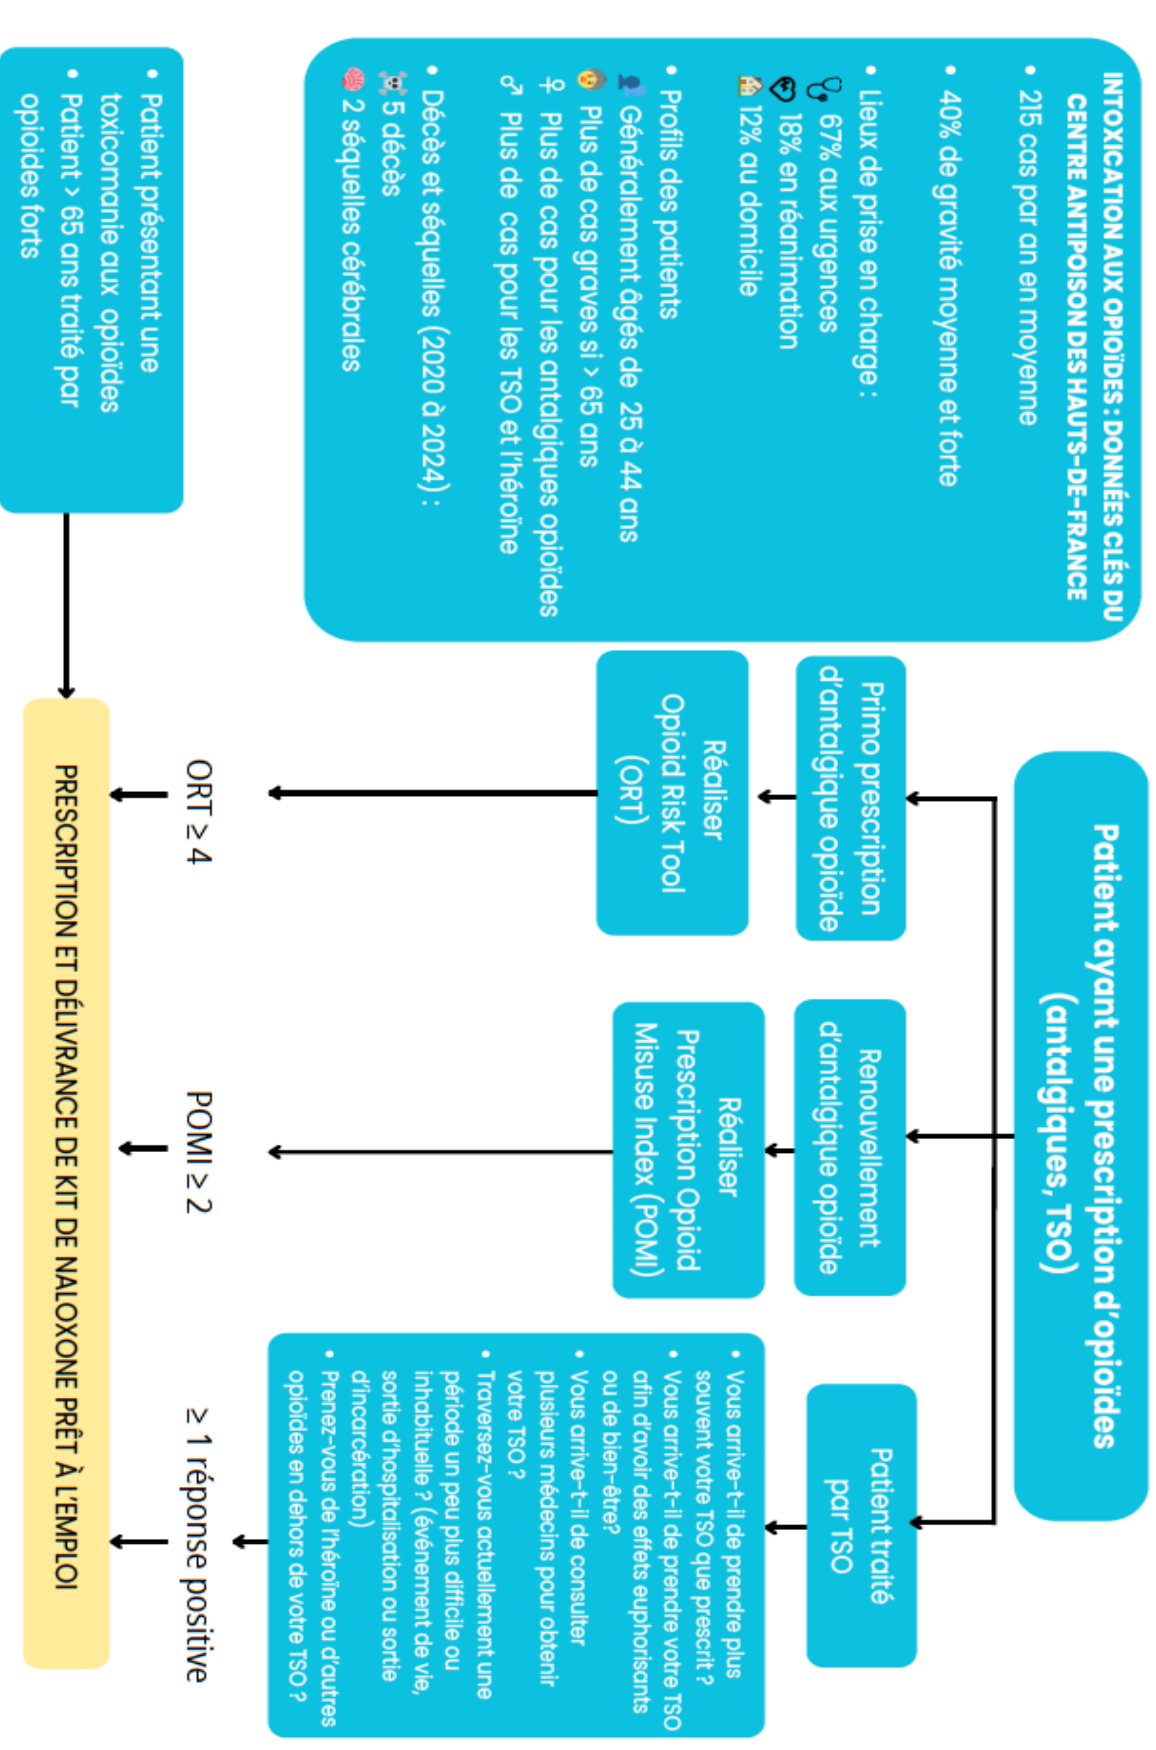 INTOXICATION AUX OPIOÏDES : DONNÉES CLÉS DU
CENTRE ANTIPOISON DES HAUTS-DE-FRANCE
• 215 cas par an en moyenne
• 40% de gravité moyenne et forte
• Lieux de prise en charge :
67% aux urgences
18% en réanimation
12% au domicile
• Profils des patients
Généralement âgés de 25 à 44 ans
Plus de cas graves si > 65 ans
♀ Plus de cas pour les antalgiques opioïdes
♂ Plus de cas pour les TSO et l'héroïne
• Décès et séquelles (2020 à 2024) :
5 décès
2 séquelles cérébrales
• Patient présentant une
toxicomanie aux opioïdes
• Patient > 65 ans traité par
opioides forts
Patient ayant une prescription d'opioïdes
(antalgiques, TSO)
Primo prescription
d'antalgique opioïde
Réaliser
Opioid Risk Tool
(ORT)
ORT ≥ 4
Renouvellement
d'antalgique opioïde
Réaliser
Prescription Opioid
Misuse Index (POMI)
POMI ≥ 2
Patient traité
par TSO
• Vous arrive-t-il de prendre plus
souvent votre TSO que prescrit ?
• Vous arrive-t-il de prendre votre TSO
afin d'avoir des effets euphorisants
ou de bien-être?
• Vous arrive-t-il de consulter
plusieurs médecins pour obtenir
votre TSO ?
• Traversez-vous actuellement une
période un peu plus difficile ou
inhabituelle ? (événement de vie,
sortie d'hospitalisation ou sortie
d'incarcération)
• Prenez-vous de l'héroïne ou d'autres
opioïdes en dehors de votre TSO ?
≥ 1 réponse positive
PRESCRIPTION ET DÉLIVRANCE DE KIT DE NALOXONE PRÊT À L'EMPLOI